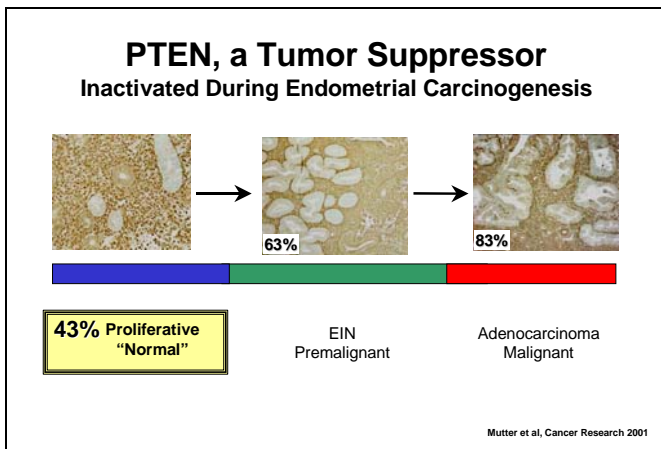 PTEN, a Tumor Suppressor
Inactivated During Endometrial Carcinogenesis
63%
83%
43% Proliferative
“Normal”
EIN
Premalignant
Adenocarcinoma
Malignant
Mutter et al, Cancer Research 2001